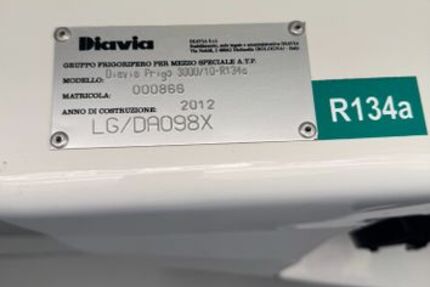 Diavia
DIAVIA S.r.l.
GRUPPO FRIGORIFERO PER MEZZO SPECIALE A.T.P.
MODELLO: Diavia Frigo 3000/10-R134a
MATRICOLA: 000866
ANNO DI COSTRUZIONE: 2012
LG/DA098X
R134a